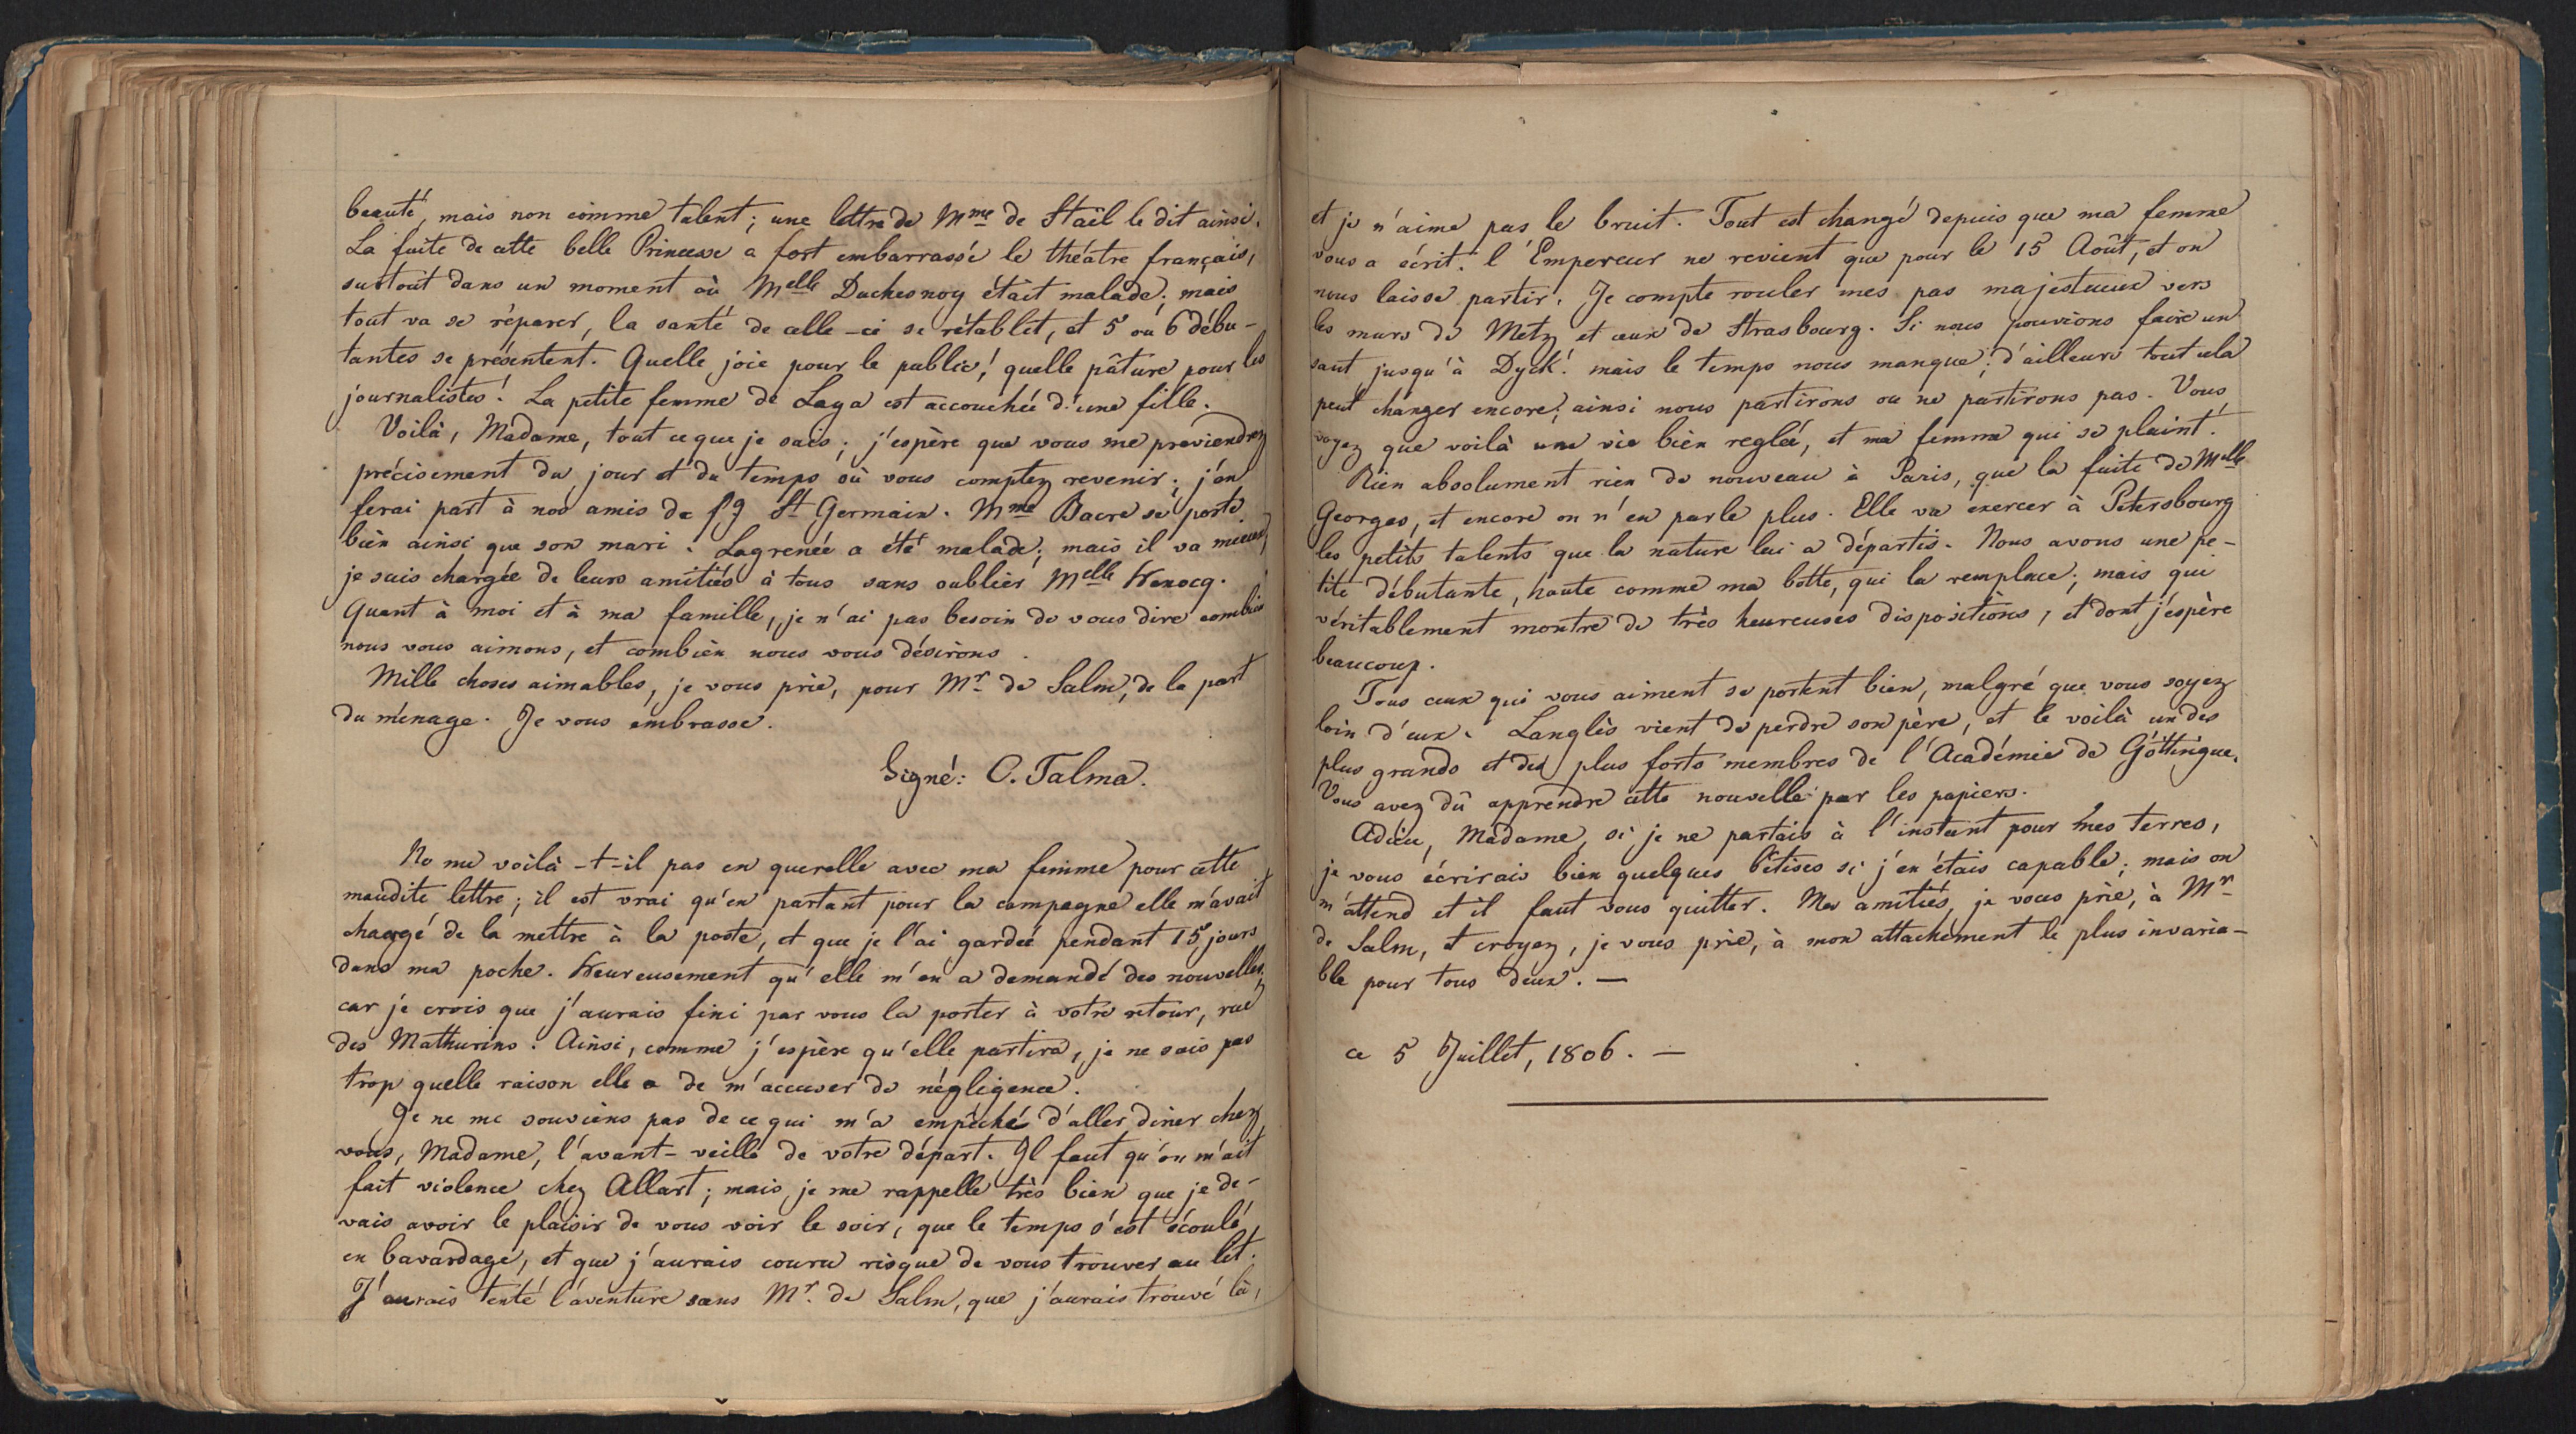 beauté, mais non comme talent; une lettre de Mme de Staël le dit ainsi.
La fuite de cette belle Princesse a fort embarrassé le théâtre français,
surtout dans un moment où Melle Duchesnoy était malade; mais
tout va se réparer, la santé de celle-ci se rétablit, et 5 ou 6 débu-
tantes se présentent. Quelle joie pour le public! quelle pâture pour les
journalistes! La petite femme de Laya est accouchée d'une fille.
Voilà, Madame, tout ce que je sais; j'espère que vous me previendrez
précisement du jour et du temps où vous comptez revenir; j'en
ferai part à nos amis de fg St Germain. Mme Bacre se porte
bien ainsi que son mari. Lagrenée a été malade; mais il va mieux,
je suis chargée de leurs amitiés à tous sans oublier Melle Henocq.
Quant à moi et à ma famille, je n'ai pas besoin de vous dire combien
nous vous aimons, et combien nous vous désirons.
Mille choses aimables, je vous prie, pour Mr de Salm, de la part
du ménage. Je vous embrasse.
Signé: C. Talma.
Ne me voilà-t-il pas en querelle avec ma femme pour cette
maudite lettre; il est vrai qu'en partant pour la campagne elle m'avait
chargé de la mettre à la poste, et que je l'ai gardée pendant 15 jours
dans ma poche. Heureusement qu'elle m'en a demandé des nouvelles,
car je crois que j'aurais fini par vous la porter à votre retour, rue
des Mathurins. Ainsi, comme j'espère qu'elle partira, je ne sais pas
trop quelle raison elle a de m'accuser de négligence.
Je ne me souviens pas de ce qui m'a empêché d'aller diner chez
vous, Madame, l'avant-veille de votre départ. Il faut qu'on m'ait
fait violence chez Allart; mais je me rappelle très bien que je de-
vais avoir le plaisir de vous voir le soir, que le temps s'est écoulé
en bavardage, et que j'aurais couru risque de vous trouver au lit.
J'aurais tenté l'aventure sans Mr. de Salm, que j'aurais trouvé là,
et je n'aime pas le bruit. Tout est changé depuis que ma femme
vous a écrit. l'Empereur ne revient que pour le 15 Août, et on
nous laisse partir. Je compte rouler mes pas majestueux vers
les murs de Metz et ceux de Strasbourg. Si nous pouvions faire un
saut jusqu'à Dyck! mais le temps nous manque; d'ailleurs tout cela
peut changer encore; ainsi nous partirons ou ne partirons pas. Vous
voyez que voilà une vie bien reglée, et ma femme qui se plaint!
Rien absolument rien de nouveau à Paris, que la fuite de Melle
Georges, et encore on n'en parle plus. Elle va exercer à Petersbourg
les petits talents que la nature lui a départis. Nous avons une pe-
tite débutante, haute comme ma botte, qui la remplace; mais qui
véritablement montre de très heureuses dispositions, et dont j'espère
beaucoup.
Tous ceux qui vous aiment se portent bien, malgré que vous soyez
loin d'eux. Langlès vient de perdre son père, et le voilà un des
plus grands et des plus forts membres de l'Académie de Göttingue.
Vous avez dû apprendre cette nouvelle par les papiers.
Adieu, Madame, si je ne partais à l'instant pour mes terres,
je vous écrirais bien quelques bêtises si j'en étais capable; mais on
m'attend et il faut vous quitter. Mes amitiés, je vous prie, à Mr
de Salm, et croyez, je vous prie, à mon attachement le plus invaria-
ble pour tous deux. —
ce 5 Juillet, 1806. —